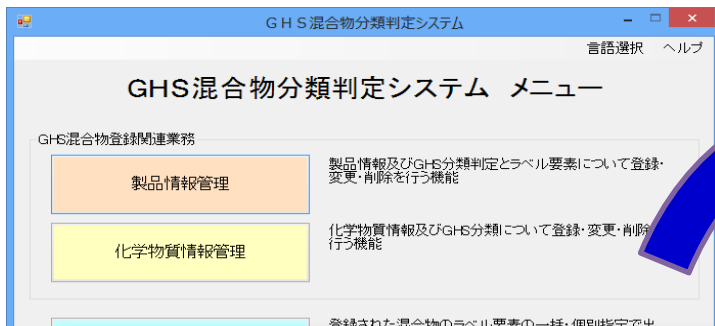 GHS混合物分類判定システム
言語選択 ヘルプ
GHS混合物分類判定システム メニュー
GHS混合物登録関連業務
製品情報管理
製品情報及びGHS分類判定とラベル要素について登録・
変更・削除を行う機能
化学物質情報管理
化学物質情報及びGHS分類について登録・変更・削除
行う機能
登録された混合物のラベル要素の一括・個別指定で出